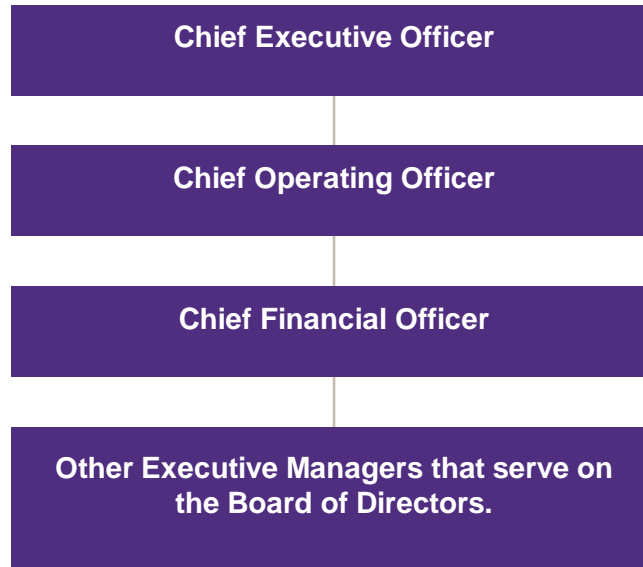 Chief Executive Officer
Chief Operating Officer
Chief Financial Officer
Other Executive Managers that serve on
the Board of Directors.